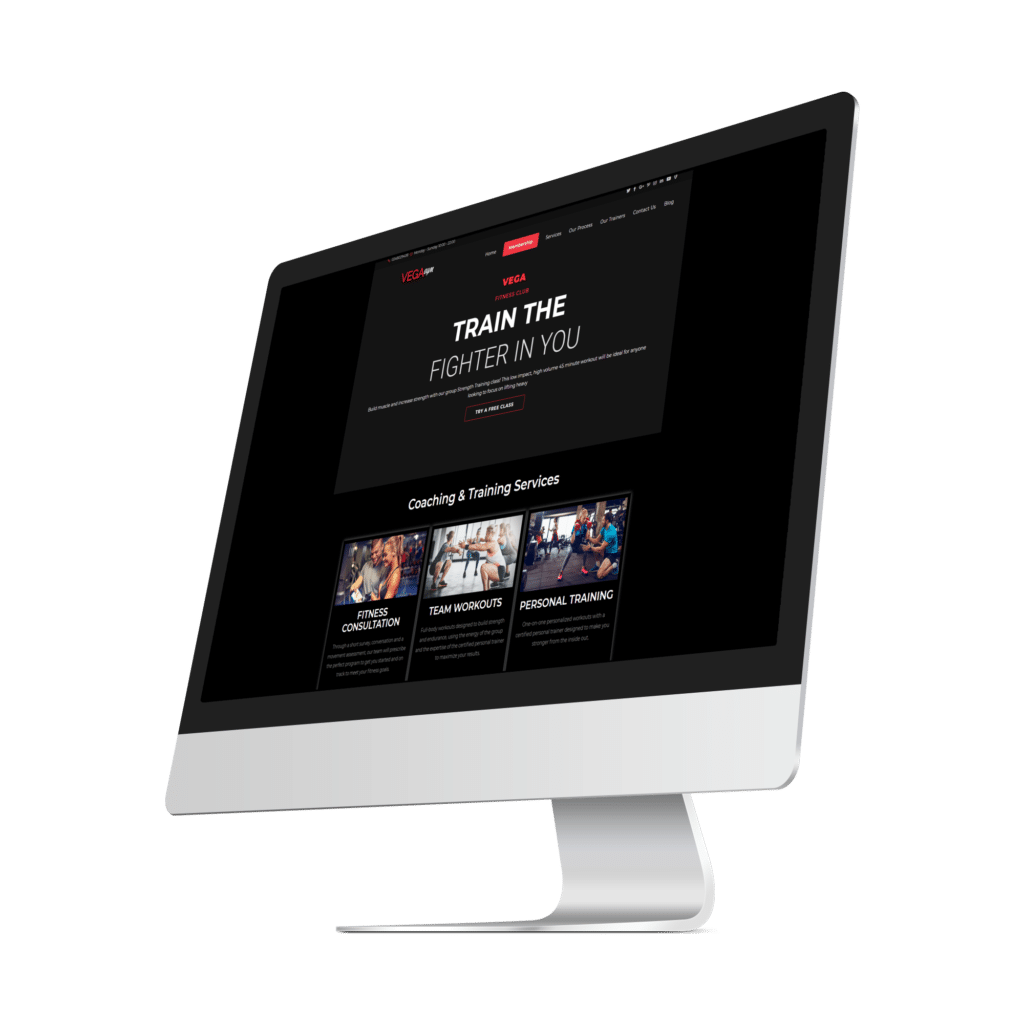 Home
Membership
Services
Our Process
Our Trainers
Contact Us
Blog
VEGA
VEGA
FITNESS CLUB
TRAIN THE
FIGHTER IN YOU
Build muscle and increase strength with our group Strength Training class! This low impact, high volume 45 minute workout will be ideal for anyone
looking to focus on lifting heavy
TRY A FREE CLASS
Coaching & Training Services
FITNESS
CONSULTATION
Through a short survey, conversation and a
movement assessment, our team will prescribe
the perfect program to get you started and on
track to meet your fitness goals.
TEAM WORKOUTS
Full-body workouts designed to build strength
and endurance, using the energy of the group
and the expertise of the certified personal trainer
to maximize your results.
PERSONAL TRAINING
One-on-one personalized workouts with a
certified personal trainer designed to make you
stronger from the inside out.